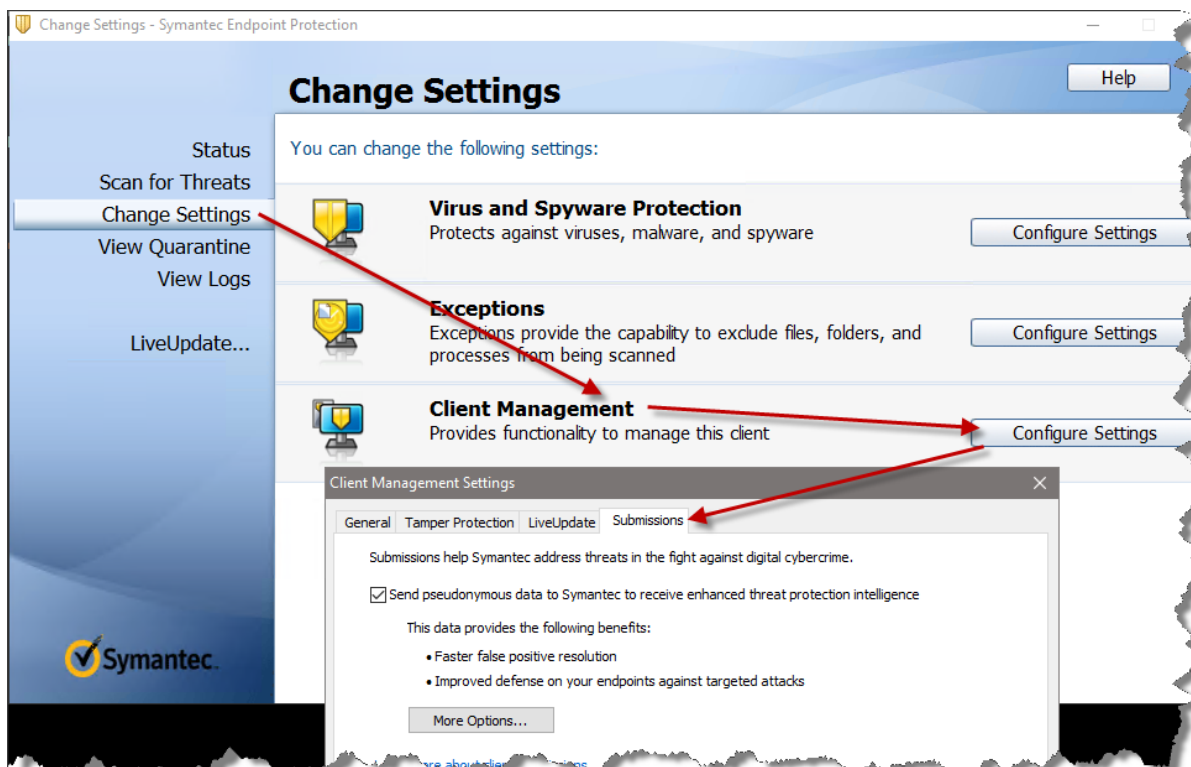 Change Settings - Symantec Endpoint Protection
Change Settings
Help
Status
Scan for Threats
Change Settings
View Quarantine
View Logs
LiveUpdate...
You can change the following settings:
Virus and Spyware Protection
Protects against viruses, malware, and spyware
Configure Settings
Exceptions
Exceptions provide the capability to exclude files, folders, and
processes from being scanned
Configure Settings
Client Management
Provides functionality to manage this client
Configure Settings
Client Management Settings
General
Tamper Protection
LiveUpdate
Submissions
Submissions help Symantec address threats in the fight against digital cybercrime.
Send pseudonymous data to Symantec to receive enhanced threat protection intelligence
This data provides the following benefits:
• Faster false positive resolution
• Improved defense on your endpoints against targeted attacks
More Options...
about
Symantec.